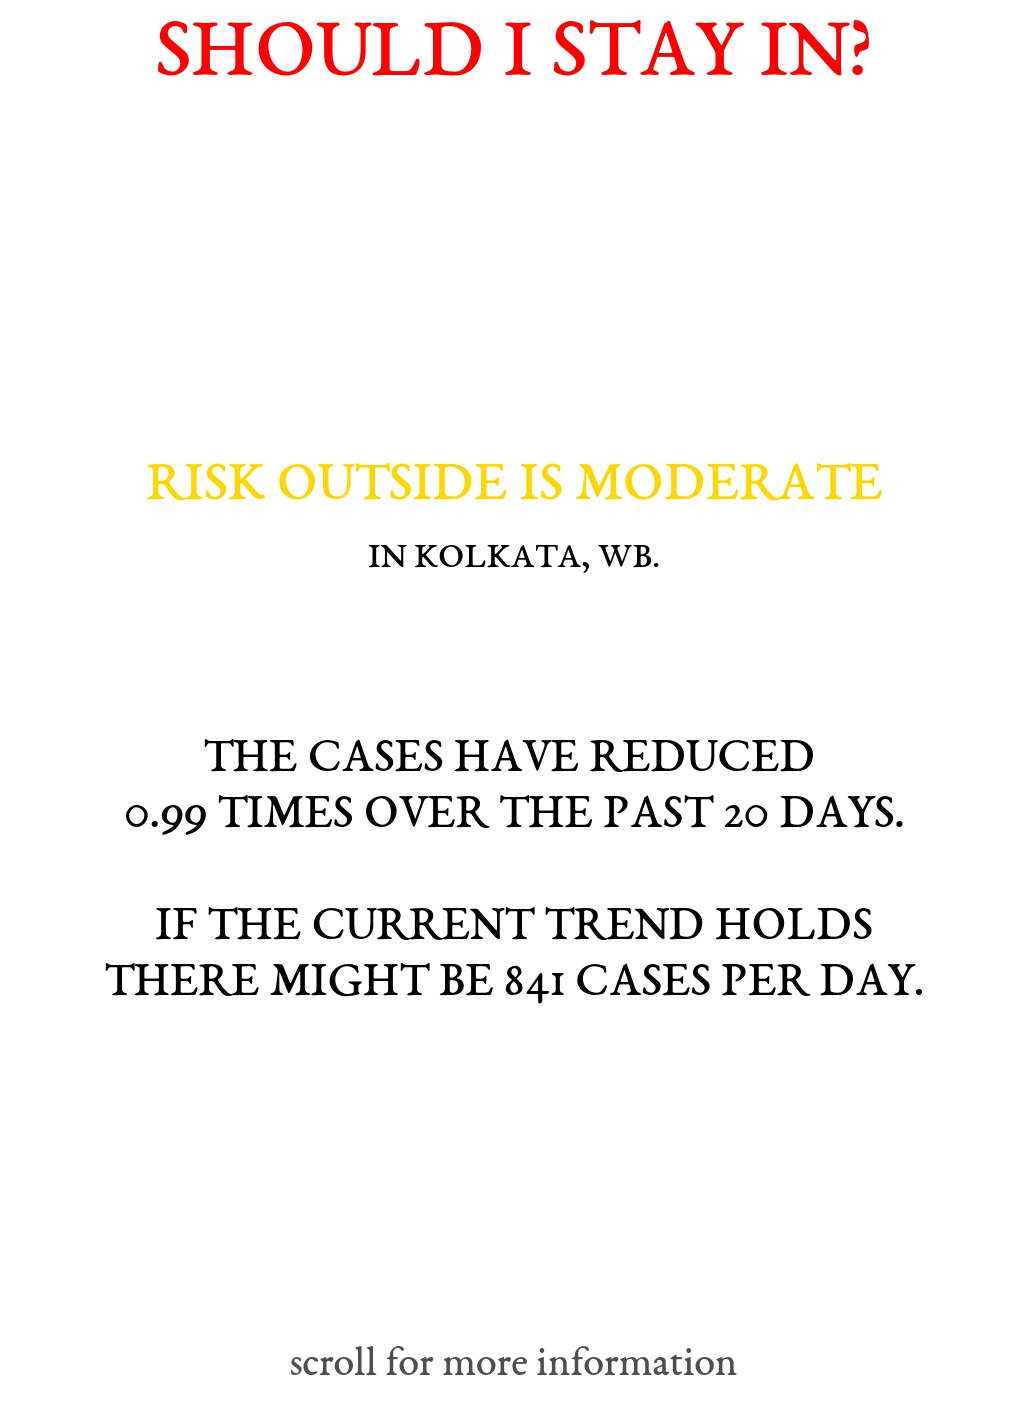 SHOULD I STAY IN?
RISK OUTSIDE IS MODERATE
IN KOLKATA, WB.
THE CASES HAVE REDUCED
0.99 TIMES OVER THE PAST 20 DAYS.
IF THE CURRENT TREND HOLDS
THERE MIGHT BE 841 CASES PER DAY.
scroll for more information